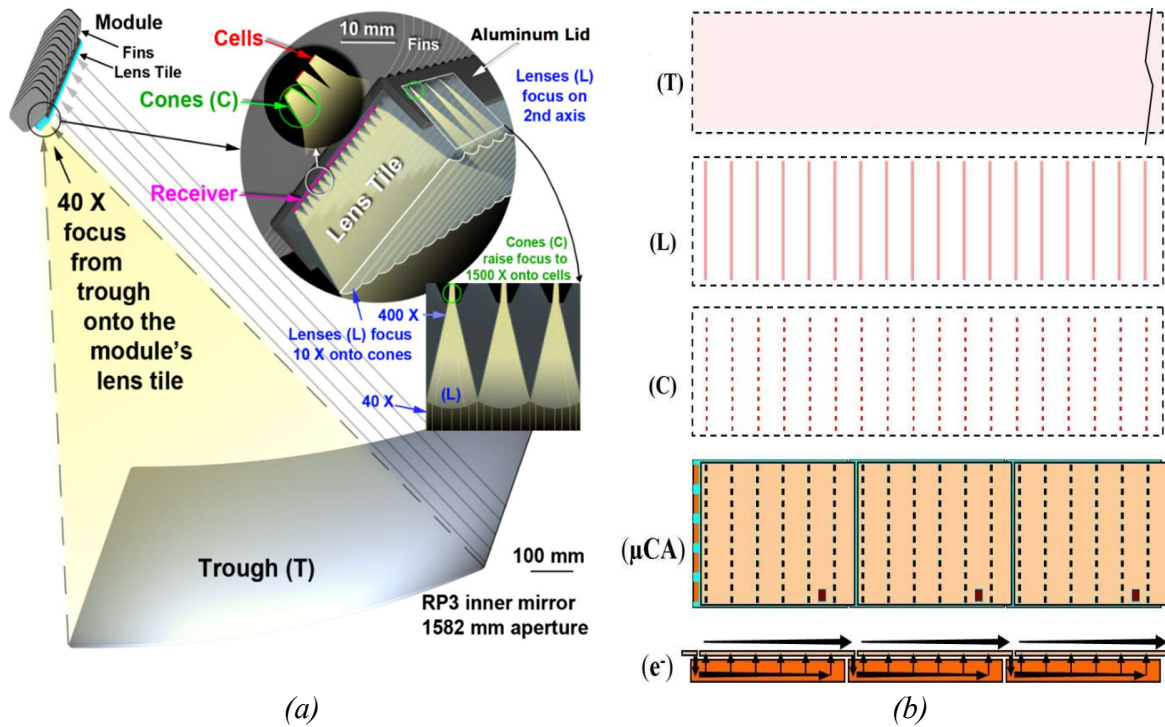 Module
Fins
Lens Tile
Cells
Cones (C)
10 mm
Fins
Aluminum Lid
Lenses (L)
focus on
2nd axis
Receiver
Lens Tile
40 X
focus
from
trough
onto the
module's
lens tile
Cones (C)
raise focus to
1500 X onto cells
400 X
Lenses (L) focus
10 X onto cones
(L)
40 X
Trough (T)
100 mm
RP3 inner mirror
1582 mm aperture
(a)
(T)
(L)
(C)
(µCA)
(e⁻)
(b)